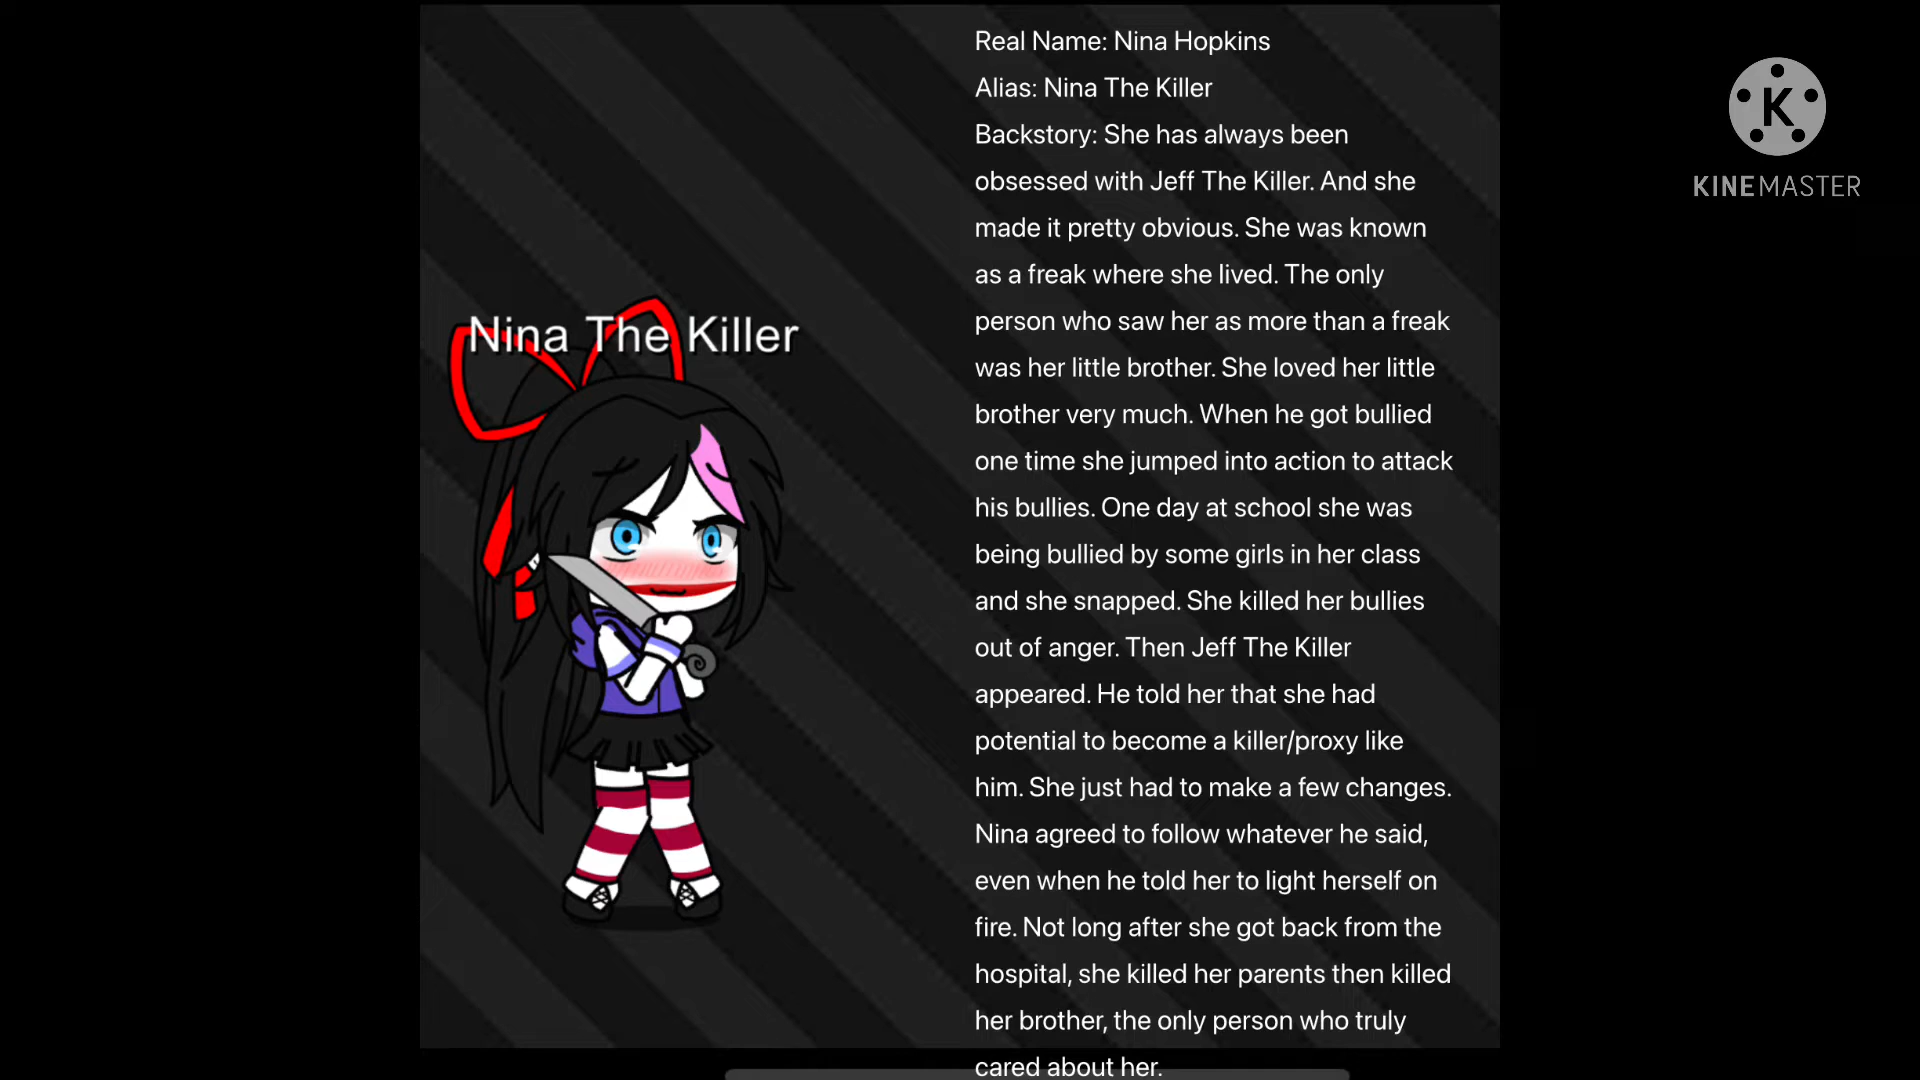 Real Name: Nina Hopkins
Alias: Nina The Killer
Backstory: She has always been
obsessed with Jeff The Killer. And she
made it pretty obvious. She was known
as a freak where she lived. The only
person who saw her as more than a freak
was her little brother. She loved her little
brother very much. When he got bullied
one time she jumped into action to attack
his bullies. One day at school she was
being bullied by some girls in her class
and she snapped. She killed her bullies
out of anger. Then Jeff The Killer
appeared. He told her that she had
potential to become a killer/proxy like
him. She just had to make a few changes.
Nina agreed to follow whatever he said,
even when he told her to light herself on
fire. Not long after she got back from the
hospital, she killed her parents then killed
her brother, the only person who truly
cared about her.
Nina The Killer
K
KINEMASTER